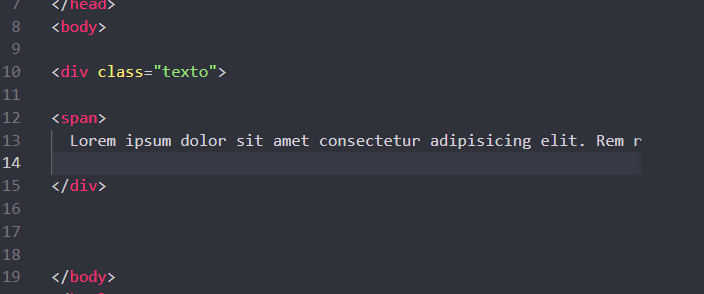 7 </head>
8 <body>
9
10 <div class="texto">
11
12 <span>
13 Lorem ipsum dolor sit amet consectetur adipisicing elit. Rem r
14
15 </div>
16
17
18
19 </body>